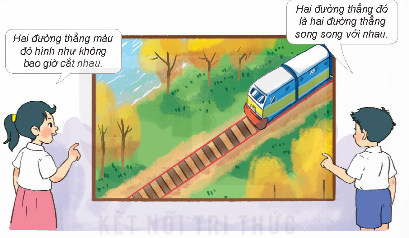 Hai đường thẳng màu
đỏ hình như không
bao giờ cắt nhau.
Hai đường thẳng đó
là hai đường thẳng
song song với nhau.
KẾT NỐI TRI THỨC